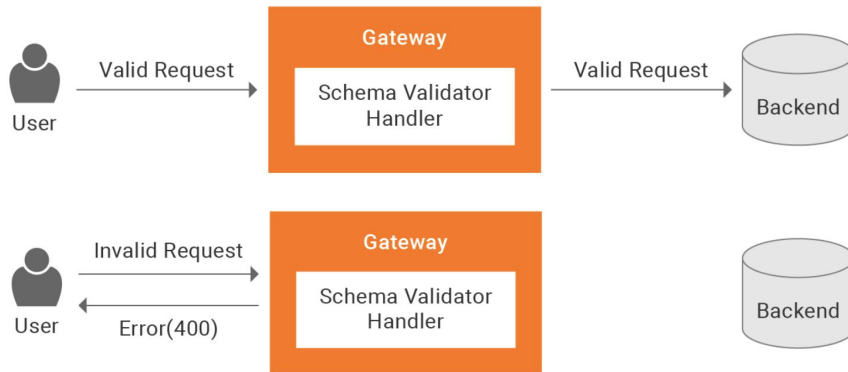 Gateway
Valid Request
Valid Request
Schema Validator
Handler
Backend
User
Gateway
Invalid Request
Schema Validator
Handler
Backend
User
Error(400)